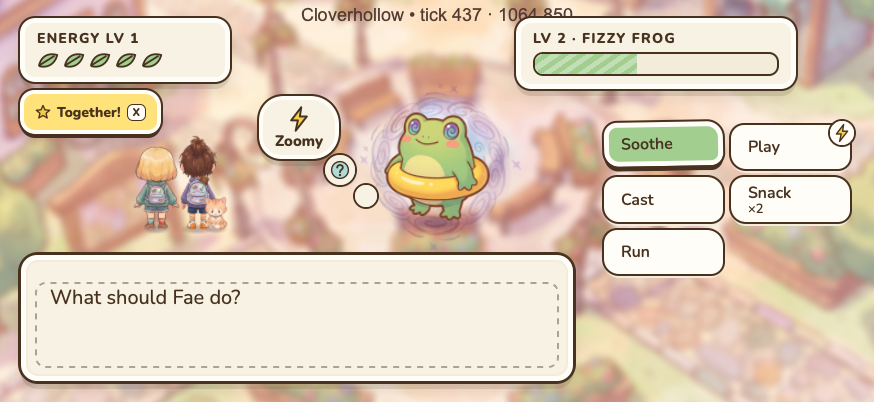 Cloverhollow • tick 437 · 1064,850
ENERGY LV 1
LV 2 · FIZZY FROG
Together! X
Zoomy
?
Soothe
Play
Cast
Snack
×2
Run
What should Fae do?